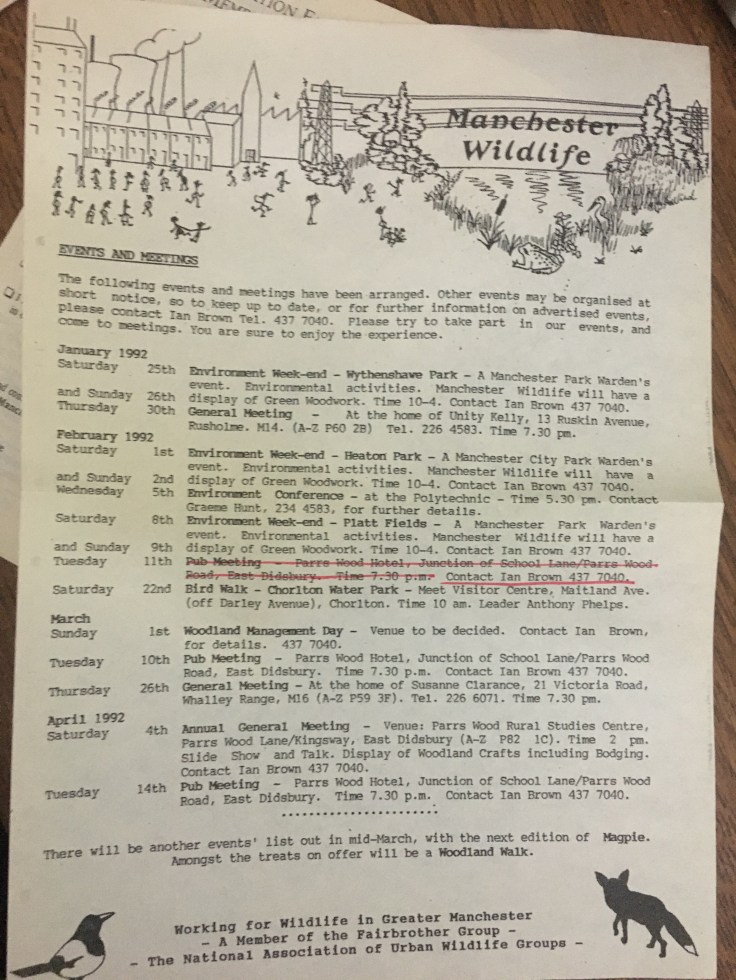 Manchester
Wildlife
EVENTS AND MEETINGS
The following events and meetings have been arranged. Other events may be organised at
short notice, so to keep up to date, or for further information on advertised events,
please contact Ian Brown Tel. 437 7040. Please try to take part in our events, and
come to meetings. You are sure to enjoy the experience.
January 1992
Saturday 25th Environment Week-end - Wythenshawe Park - A Manchester Park Warden's
event. Environmental activities. Manchester Wildlife will have a
and Sunday 26th display of Green Woodwork. Time 10-4. Contact Ian Brown 437 7040.
Thursday 30th General Meeting - At the home of Unity Kelly, 13 Ruskin Avenue,
Rusholme. M14. (A-Z P60 2B) Tel. 226 4583. Time 7.30 pm.
February 1992
Saturday 1st Environment Week-end - Heaton Park - A Manchester City Park Warden's
event. Environmental activities. Manchester Wildlife will have a
and Sunday 2nd display of Green Woodwork. Time 10-4. Contact Ian Brown 437 7040.
Wednesday 5th Environment Conference - at the Polytechnic - Time 5.30 pm. Contact
Graeme Hunt, 234 4583, for further details.
Saturday 8th Environment Week-end - Platt Fields - A Manchester Park Warder's
event. Environmental activities. Manchester Wildlife will have a
and Sunday 9th display of Green Woodwork. Time 10-4. Contact Ian Brown 437 7040.
Tuesday 11th Pub Meeting - Parrs Wood Hotel, Junction of School Lane/Parrs Wood
Road, East Didsbury. Time 7.30 p.m. Contact Ian Brown 437 7040.
Saturday 22nd Bird Walk - Chorlton Water Park - Meet Visitor Centre, Maitland Ave.
(off Darley Avenue), Chorlton. Time 10 am. Leader Anthony Phelps.
March
Sunday 1st Woodland Management Day - Venue to be decided. Contact Ian Brown,
for details. 437 7040.
Tuesday 10th Pub Meeting - Parrs Wood Hotel, Junction of School Lane/Parrs Wood
Road, East Didsbury. Time 7.30 p.m. Contact Ian Brown 437 7040.
Thursday 26th General Meeting - At the home of Susanne Clarance, 21 Victoria Road,
Whalley Range, M16 (A-Z P59 3F). Tel. 226 6071. Time 7.30 pm.
April 1992
Saturday 4th Annual General Meeting - Venue: Parrs Wood Rural Studies Centre,
Parrs Wood Lane/Kingsway, East Didsbury (A-Z P82 1C). Time 2 pm.
Slide Show and Talk. Display of Woodland Crafts including Bodging.
Contact Ian Brown 437 7040.
Tuesday 14th Pub Meeting - Parrs Wood Hotel, Junction of School Lane/Parrs Wood
Road, East Didsbury. Time 7.30 p.m. Contact Ian Brown 437 7040.
There will be another events' list out in mid-March, with the next edition of Magpie.
Amongst the treats on offer will be a Woodland Walk.
Working for Wildlife in Greater Manchester
- A Member of the Fairbrother Group -
- The National Association of Urban Wildlife Groups -